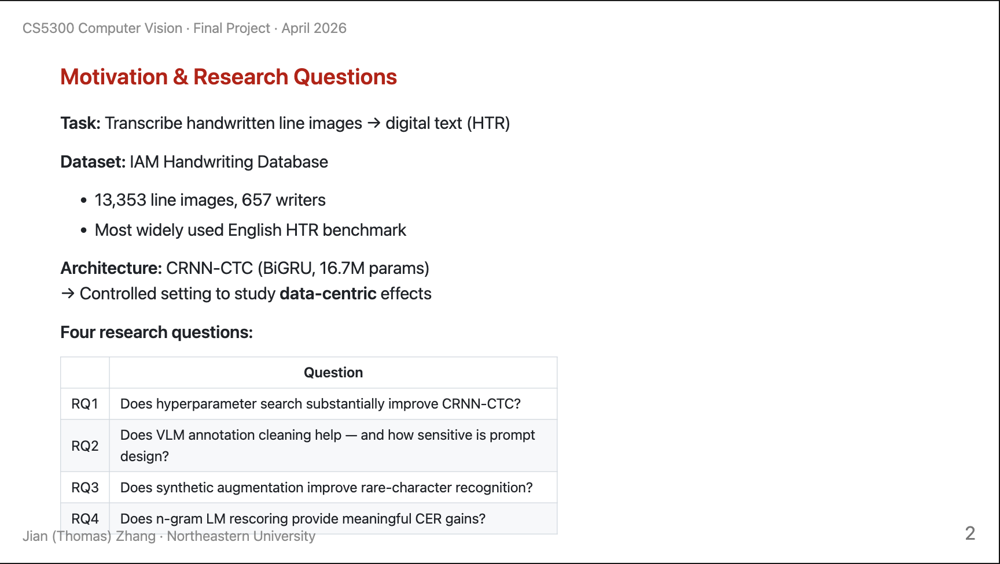 CS5300 Computer Vision · Final Project · April 2026
Motivation & Research Questions
Task: Transcribe handwritten line images → digital text (HTR)
Dataset: IAM Handwriting Database
• 13,353 line images, 657 writers
• Most widely used English HTR benchmark
Architecture: CRNN-CTC (BiGRU, 16.7M params)
→ Controlled setting to study data-centric effects
Four research questions:
Question
RQ1 Does hyperparameter search substantially improve CRNN-CTC?
RQ2 Does VLM annotation cleaning help — and how sensitive is prompt
design?
RQ3 Does synthetic augmentation improve rare-character recognition?
RQ4 Does n-gram LM rescoring provide meaningful CER gains?
Jian (Thomas) Zhang · Northeastern University
2